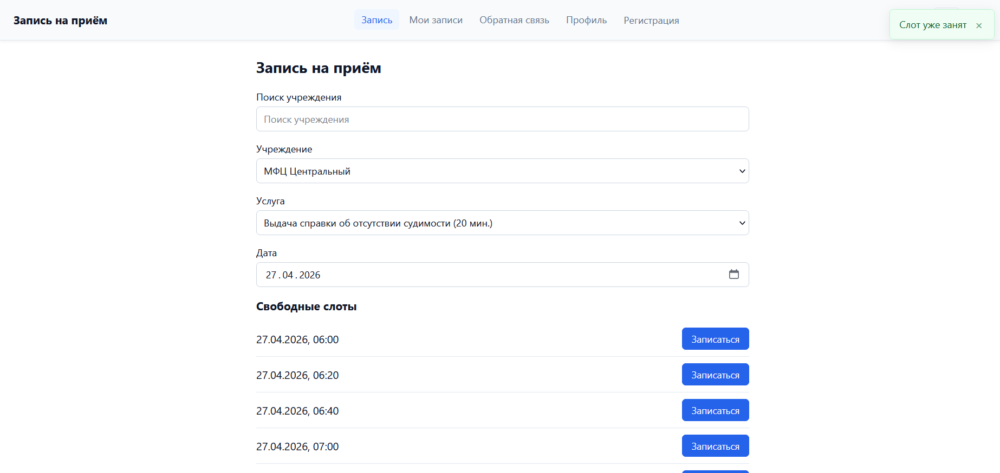 Запись на приём
Запись
Мои записи
Обратная связь
Профиль
Регистрация
Слот уже занят ×
Запись на приём
Поиск учреждения
Поиск учреждения
Учреждение
МФЦ Центральный
Услуга
Выдача справки об отсутствии судимости (20 мин.)
Дата
27.04.2026
Свободные слоты
27.04.2026, 06:00
Записаться
27.04.2026, 06:20
Записаться
27.04.2026, 06:40
Записаться
27.04.2026, 07:00
Записаться